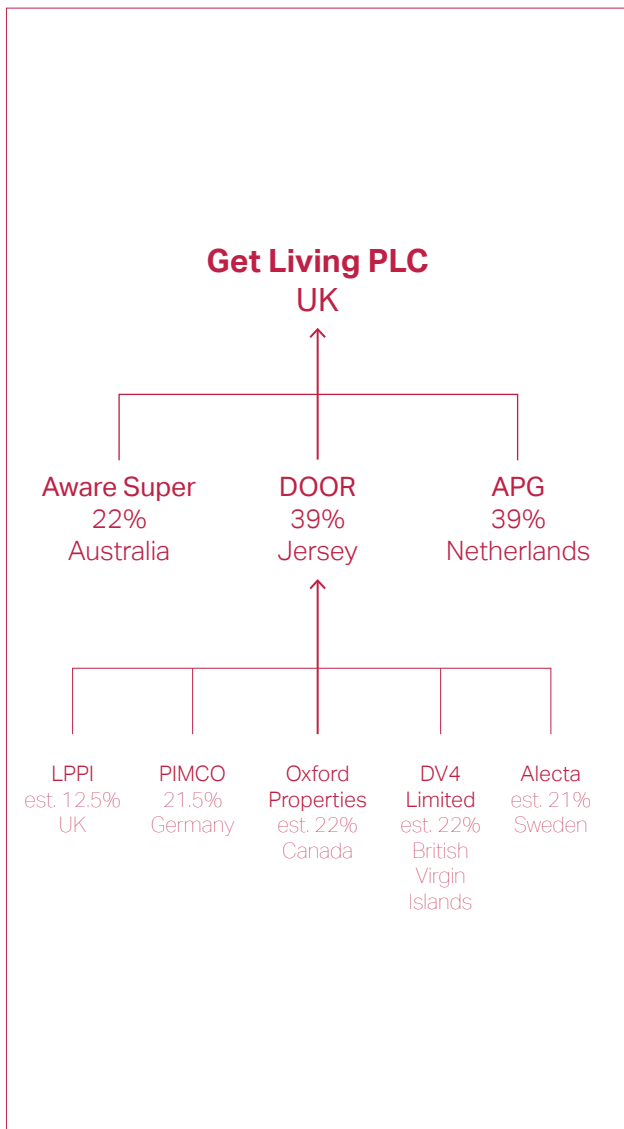 Get Living PLC
UK
Aware Super
22%
Australia
DOOR
39%
Jersey
APG
39%
Netherlands
LPPI
est. 12.5%
UK
PIMCO
21.5%
Germany
Oxford
Properties
est. 22%
Canada
DV4
Limited
est. 22%
British
Virgin
Islands
Alecta
est. 21%
Sweden